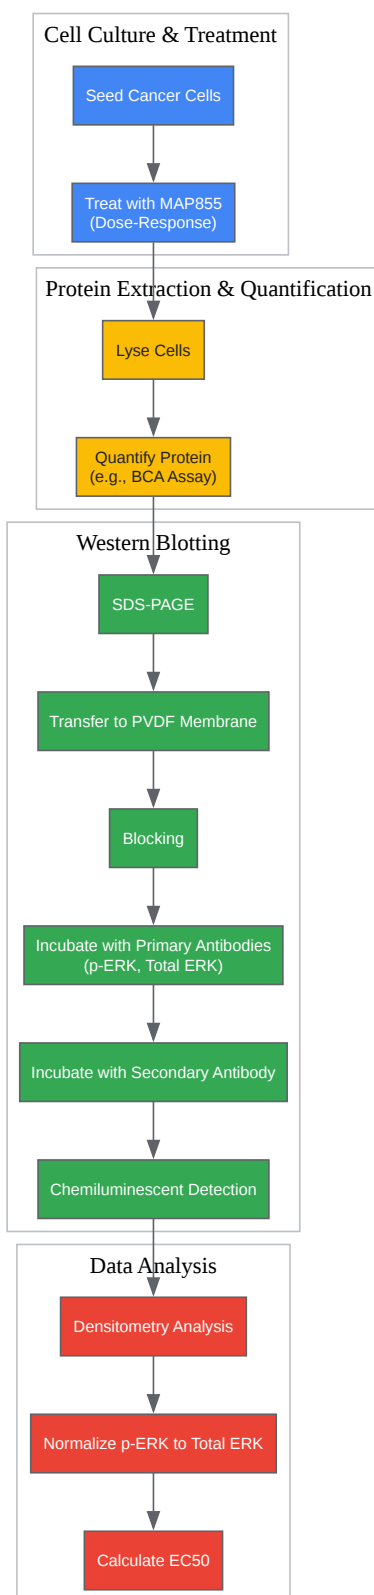 Cell Culture & Treatment
Seed Cancer Cells
Treat with MAP855
(Dose-Response)
Protein Extraction & Quantification
Lyse Cells
Quantify Protein
(e.g., BCA Assay)
Western Blotting
SDS-PAGE
Transfer to PVDF Membrane
Blocking
Incubate with Primary Antibodies
(p-ERK, Total ERK)
Incubate with Secondary Antibody
Chemiluminescent Detection
Data Analysis
Densitometry Analysis
Normalize p-ERK to Total ERK
Calculate EC50